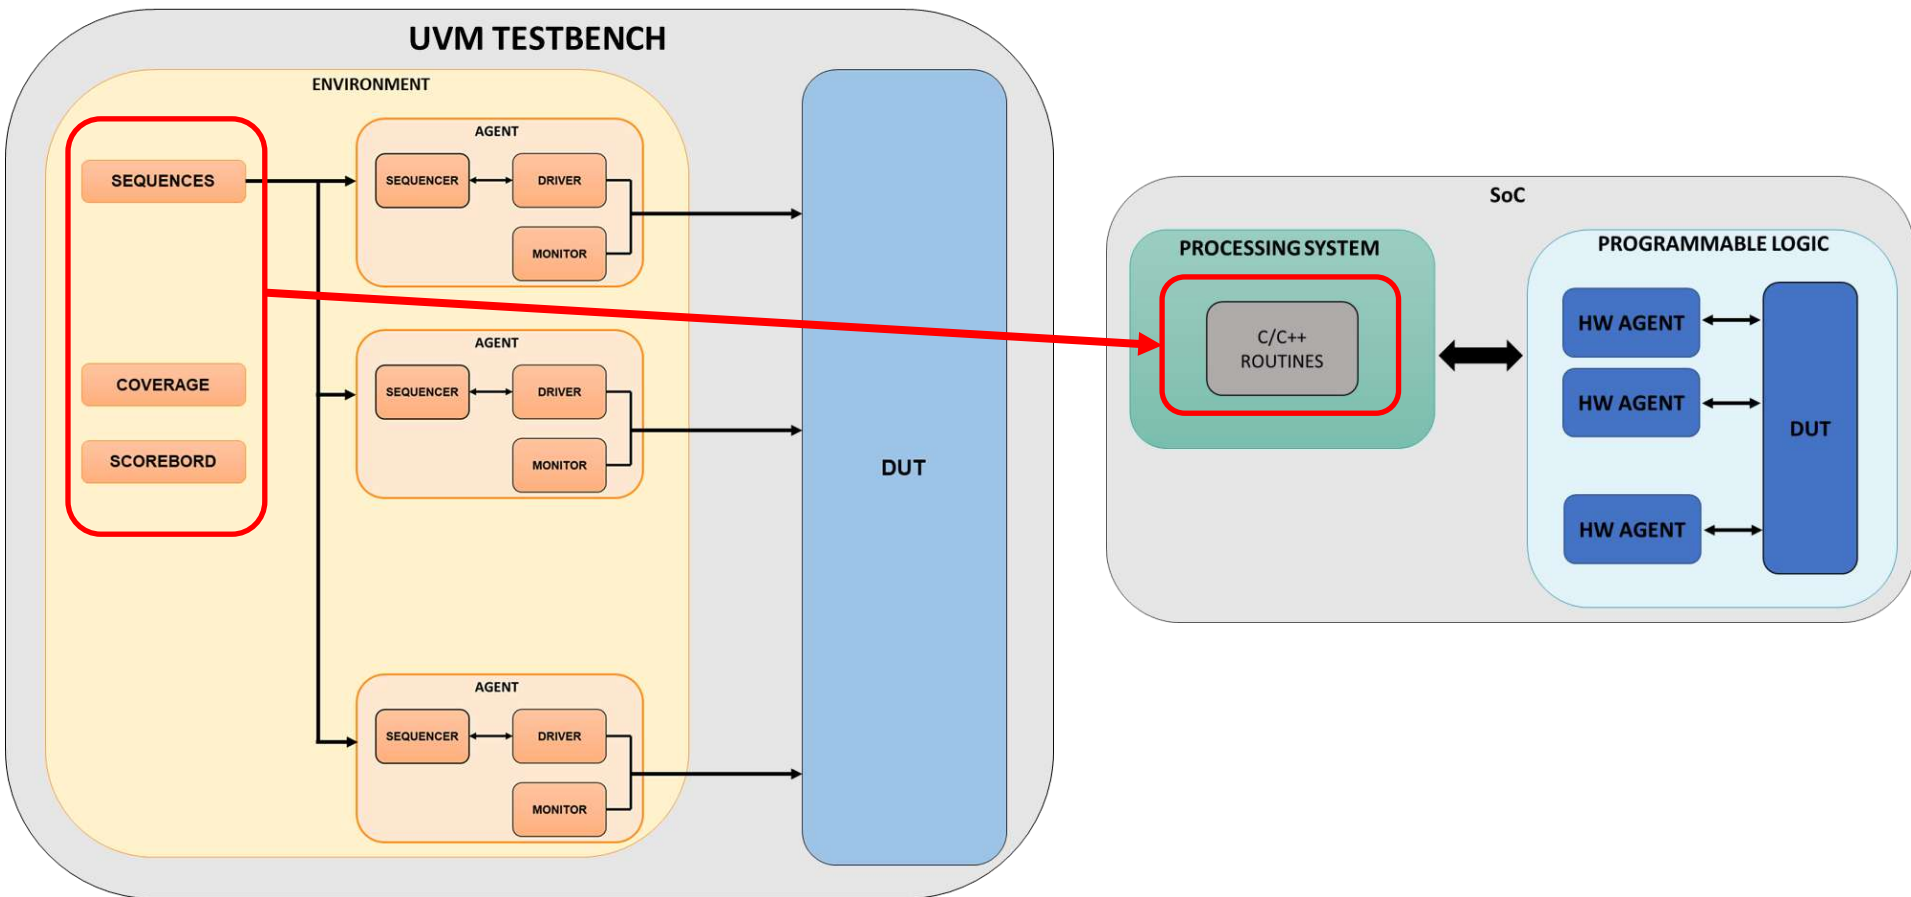 UVM TESTBENCH
ENVIRONMENT
SEQUENCES
COVERAGE
SCOREBORD
AGENT
SEQUENCER
DRIVER
MONITOR
AGENT
SEQUENCER
DRIVER
MONITOR
AGENT
SEQUENCER
DRIVER
MONITOR
DUT
SoC
PROCESSING SYSTEM
C/C++
ROUTINES
PROGRAMMABLE LOGIC
HW AGENT
HW AGENT
HW AGENT
DUT